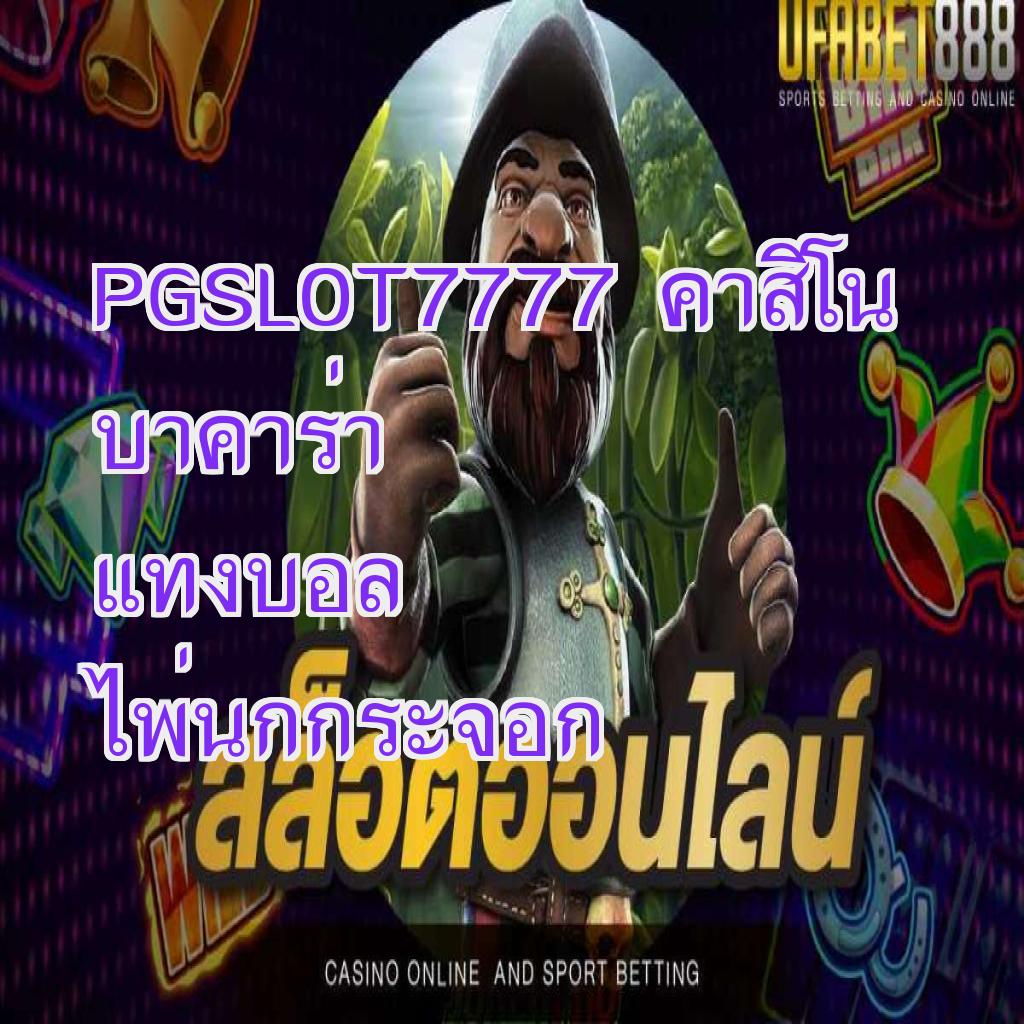 UFABET888
SPORTS BETTING AND CASINO ONLINE
BAR
PGSLOT7777 คาสิโน
บาคาร่า
แทงบอล
ไพ่นกกระจอก
สล็อตออนไลน์
CASINO ONLINE AND SPORT BETTING